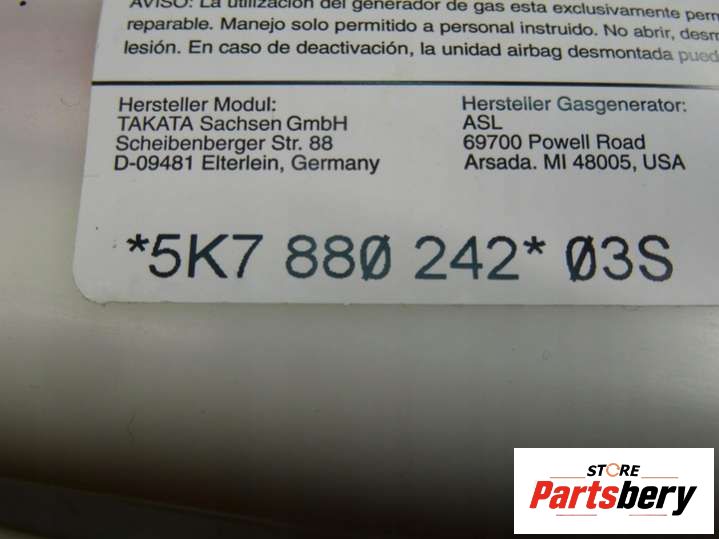 AVISO: La utilización del generador de gas esta exclusivamente
reparable. Manejo solo permitido a personal instruido. No abrir,
lesión. En caso de deactivación, la unidad airbag desmontada
Hersteller Modul:
TAKATA Sachsen GmbH
Scheibenberger Str. 88
D-09481 Elterlein, Germany
Hersteller Gasgenerator:
ASL
69700 Powell Road
Arsada. MI 48005, USA
*5K7 880 242* 03S
STORE
Partsbery